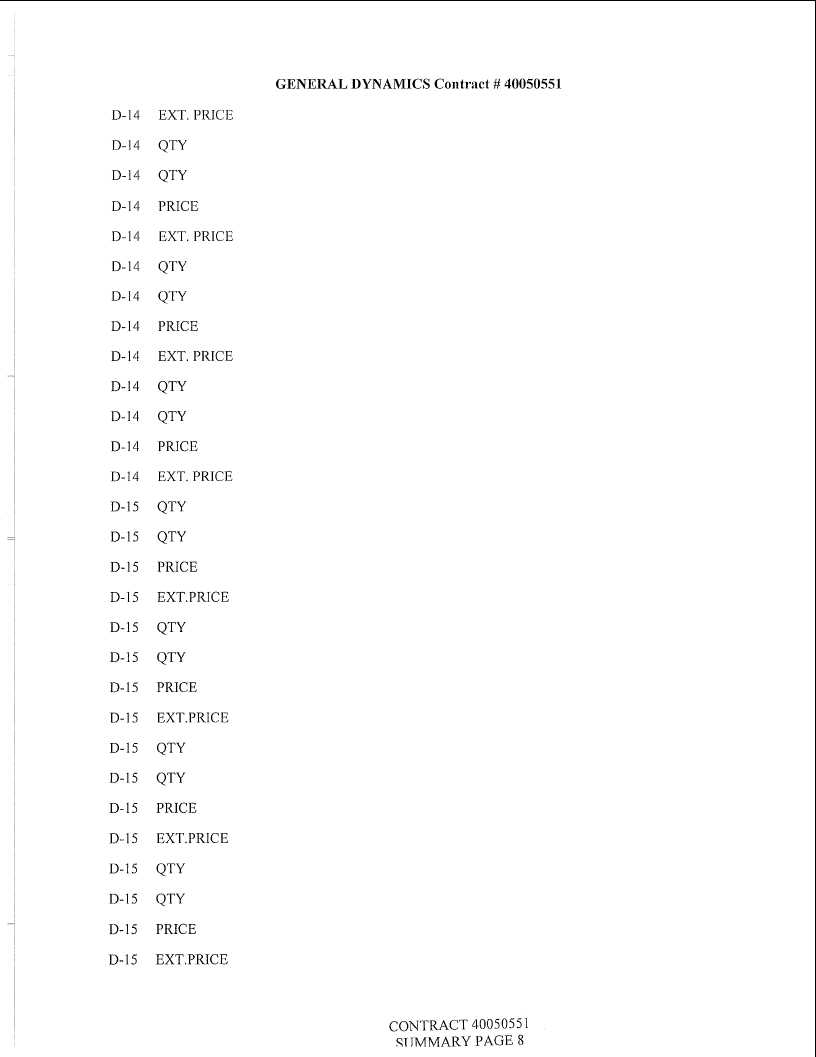 GENERAL DYNAMICS Contract # 40050551
D-14 EXT. PRICE
D-14 QTY
D-14 QTY
D-14 PRICE
D-14 EXT. PRICE
D-14 QTY
D-14 QTY
D-14 PRICE
D-14 EXT. PRICE
D-14 QTY
D-14 QTY
D-14 PRICE
D-14 EXT. PRICE
D-15 QTY
D-15 QTY
D-15 PRICE
D-15 EXT.PRICE
D-15 QTY
D-15 QTY
D-15 PRICE
D-15 EXT.PRICE
D-15 QTY
D-15 QTY
D-15 PRICE
D-15 EXT.PRICE
D-15 QTY
D-15 QTY
D-15 PRICE
D-15 EXT.PRICE
CONTRACT 40050551
SUMMARY PAGE 8